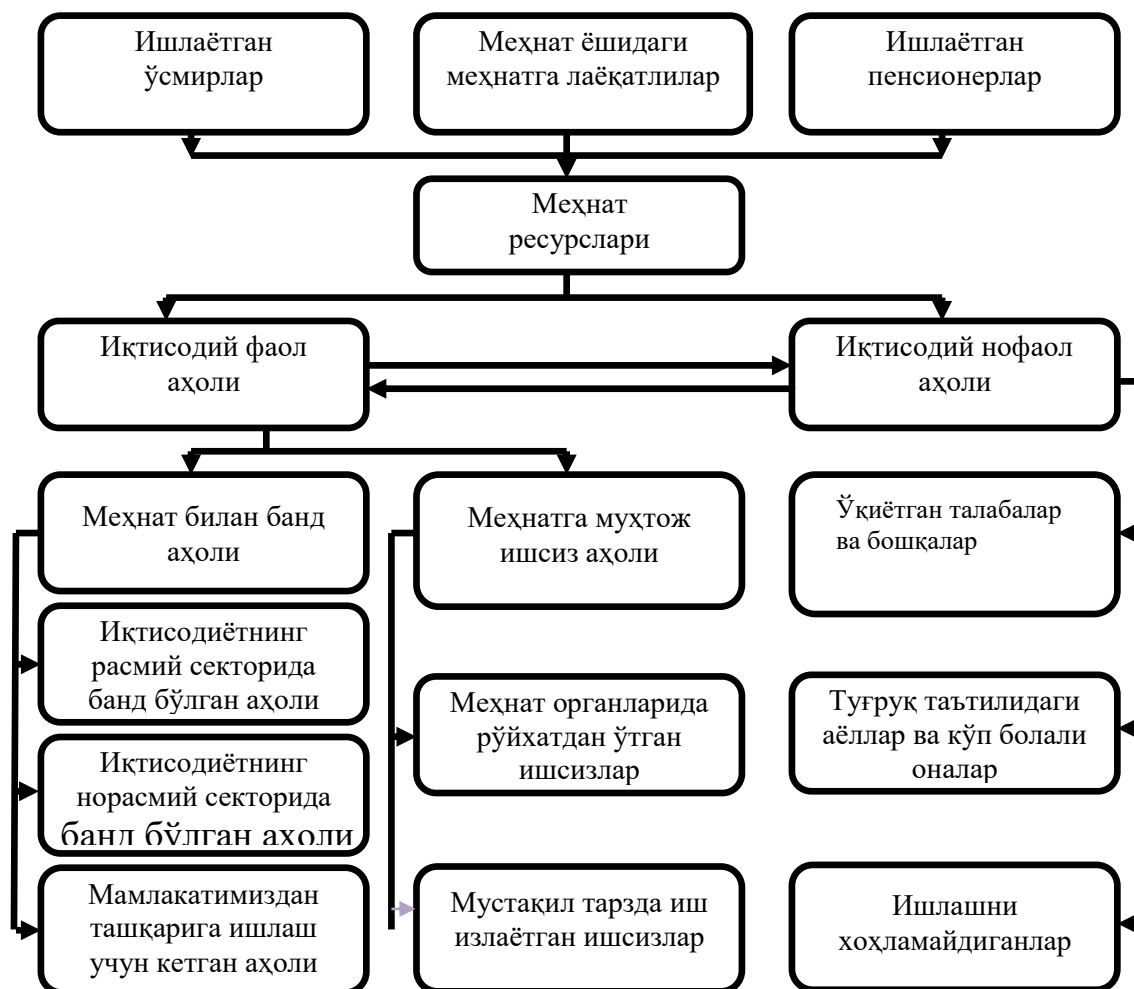 Ишлаётган
ўсмирлар
Меҳнат ёшидаги
меҳнатга лаёқатлилар
Ишлаётган
пенсионерлар
Меҳнат
ресурслари
Иқтисодий фаол
аҳоли
Иқтисодий нофаол
аҳоли
Меҳнат билан банд
аҳоли
Меҳнатга муҳтож
ишсиз аҳоли
Ўқиётган талабалар
ва бошқалар
Иқтисодиётнинг
расмий секторида
банд бўлган аҳоли
Меҳнат органларида
рўйхатдан ўтган
ишсизлар
Туғруқ таътилидаги
аёллар ва кўп болали
оналар
Иқтисодиётнинг
норасмий секторида
банд бўлган аҳоли
Мамлакатимиздан
ташқарига ишлаш
учун кетган аҳоли
Мустақил тарзда иш
излаётган ишсизлар
Ишлашни
хоҳламайдиганлар